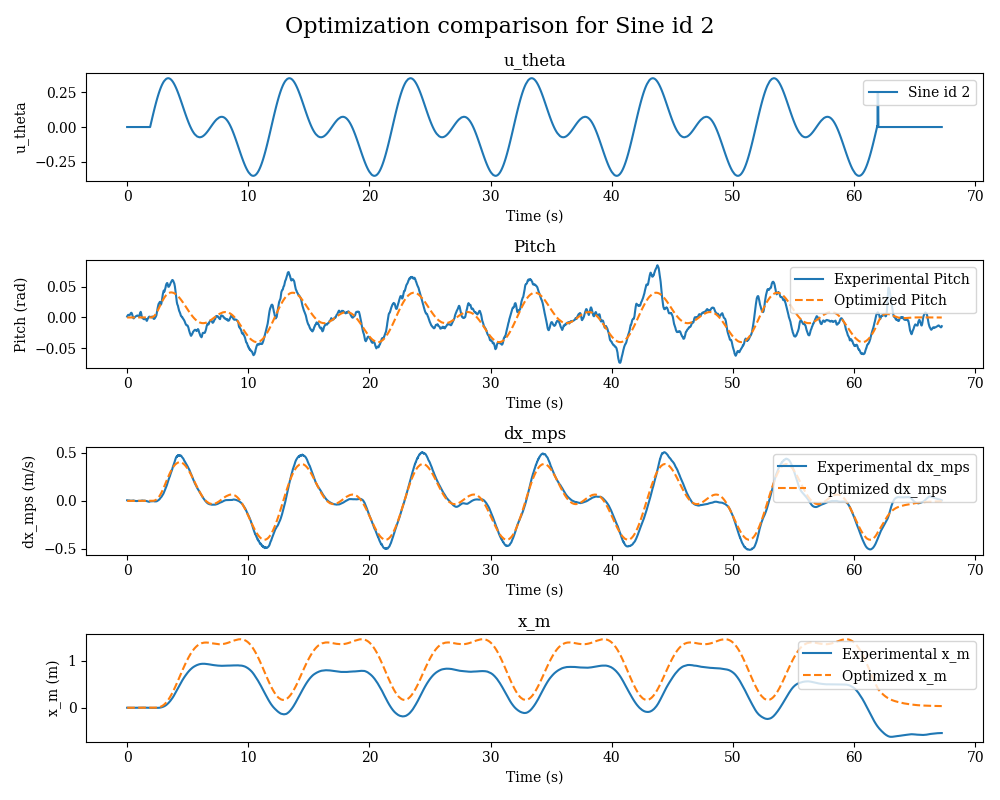 Optimization comparison for Sine id 2
u_theta
u_theta
0.25
0.00
−0.25
Sine id 2
0 10 20 30 40 50 60 70
Time (s)
Pitch
Pitch (rad)
0.05
0.00
−0.05
Experimental Pitch
Optimized Pitch
0 10 20 30 40 50 60 70
Time (s)
dx_mps
dx_mps (m/s)
0.5
0.0
−0.5
Experimental dx_mps
Optimized dx_mps
0 10 20 30 40 50 60 70
Time (s)
x_m
x_m (m)
1
0
Experimental x_m
Optimized x_m
0 10 20 30 40 50 60 70
Time (s)